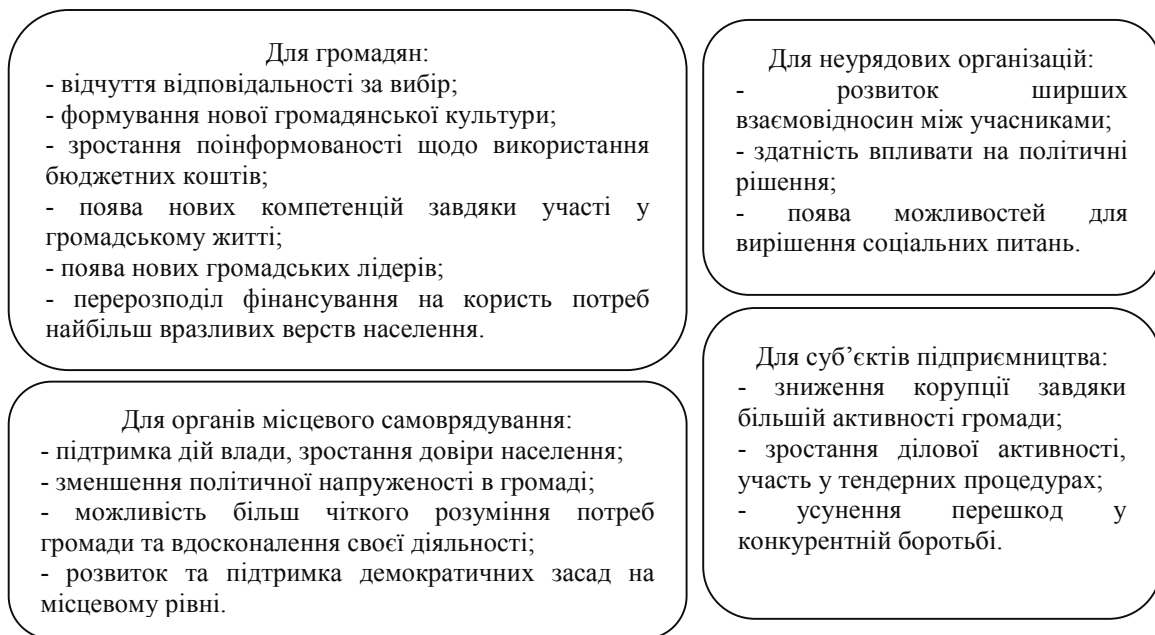 Для громадян:
- відчуття відповідальності за вибір;
- формування нової громадянської культури;
- зростання поінформованості щодо використання
бюджетних коштів;
- поява нових компетенцій завдяки участі у
громадському житті;
- поява нових громадських лідерів;
- перерозподіл фінансування на користь потреб
найбільш вразливих верств населення.
Для неурядових організацій:
- розвиток ширших
взаємовідносин між учасниками;
- здатність впливати на політичні
рішення;
- поява можливостей для
вирішення соціальних питань.
Для органів місцевого самоврядування:
- підтримка дій влади, зростання довіри населення;
- зменшення політичної напруженості в громаді;
- можливість більш чіткого розуміння потреб
громади та вдосконалення своєї діяльності;
- розвиток та підтримка демократичних засад на
місцевому рівні.
Для суб’єктів підприємництва:
- зниження корупції завдяки
більшій активності громади;
- зростання ділової активності,
участь у тендерних процедурах;
- усунення перешкод у
конкурентній боротьбі.